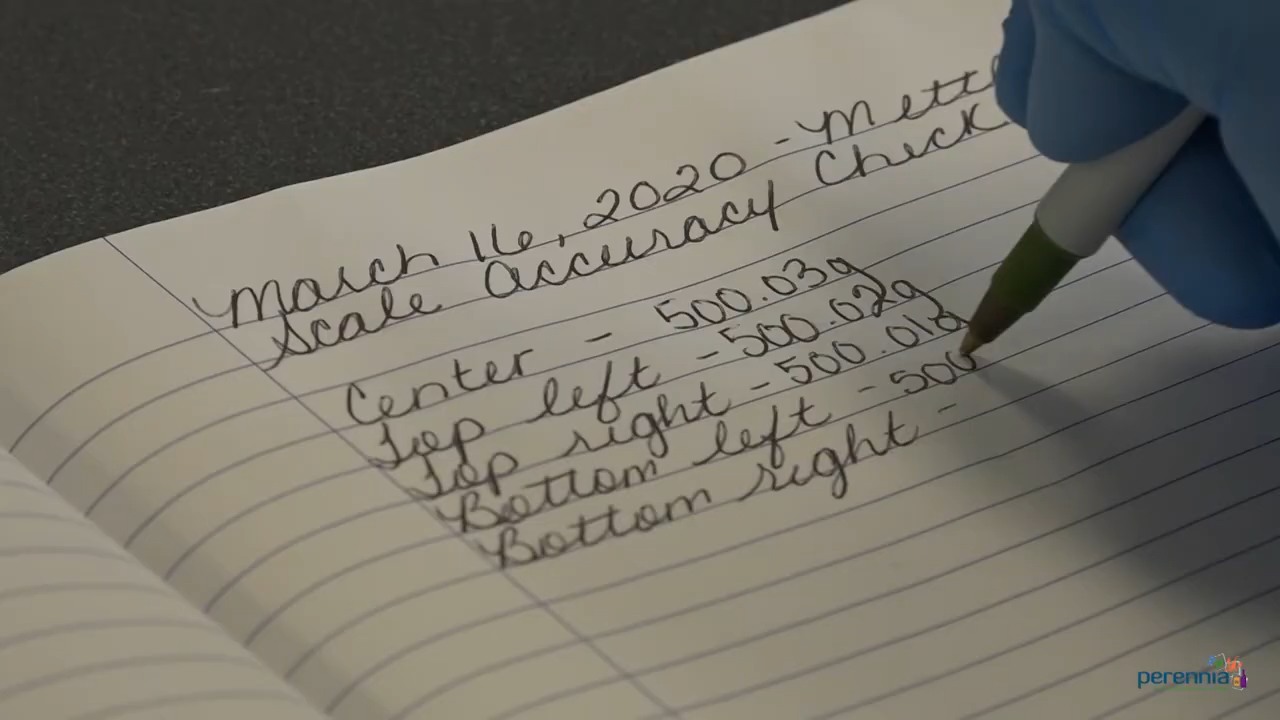 March 16, 2020 - Mettl
Scale Accuracy Check
Center - 500.03g
Top left - 500.02g
Top right - 500.01g
Bottom left - 500
Bottom right -
perennia